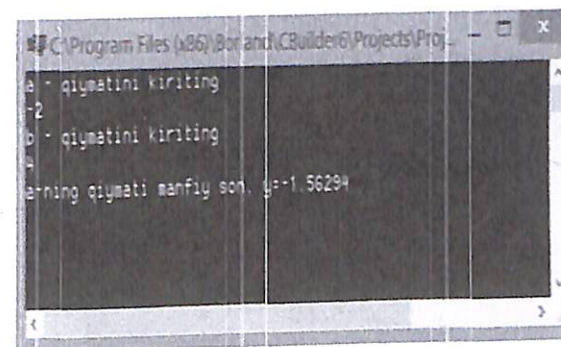 C:\Program Files (x86)\Borland\CBuilder6\Projects\Proj...
a - qiymatini kiriting
-2
b - qiymatini kiriting
4
a-ning qiymati manfiy son. y=-1.56294